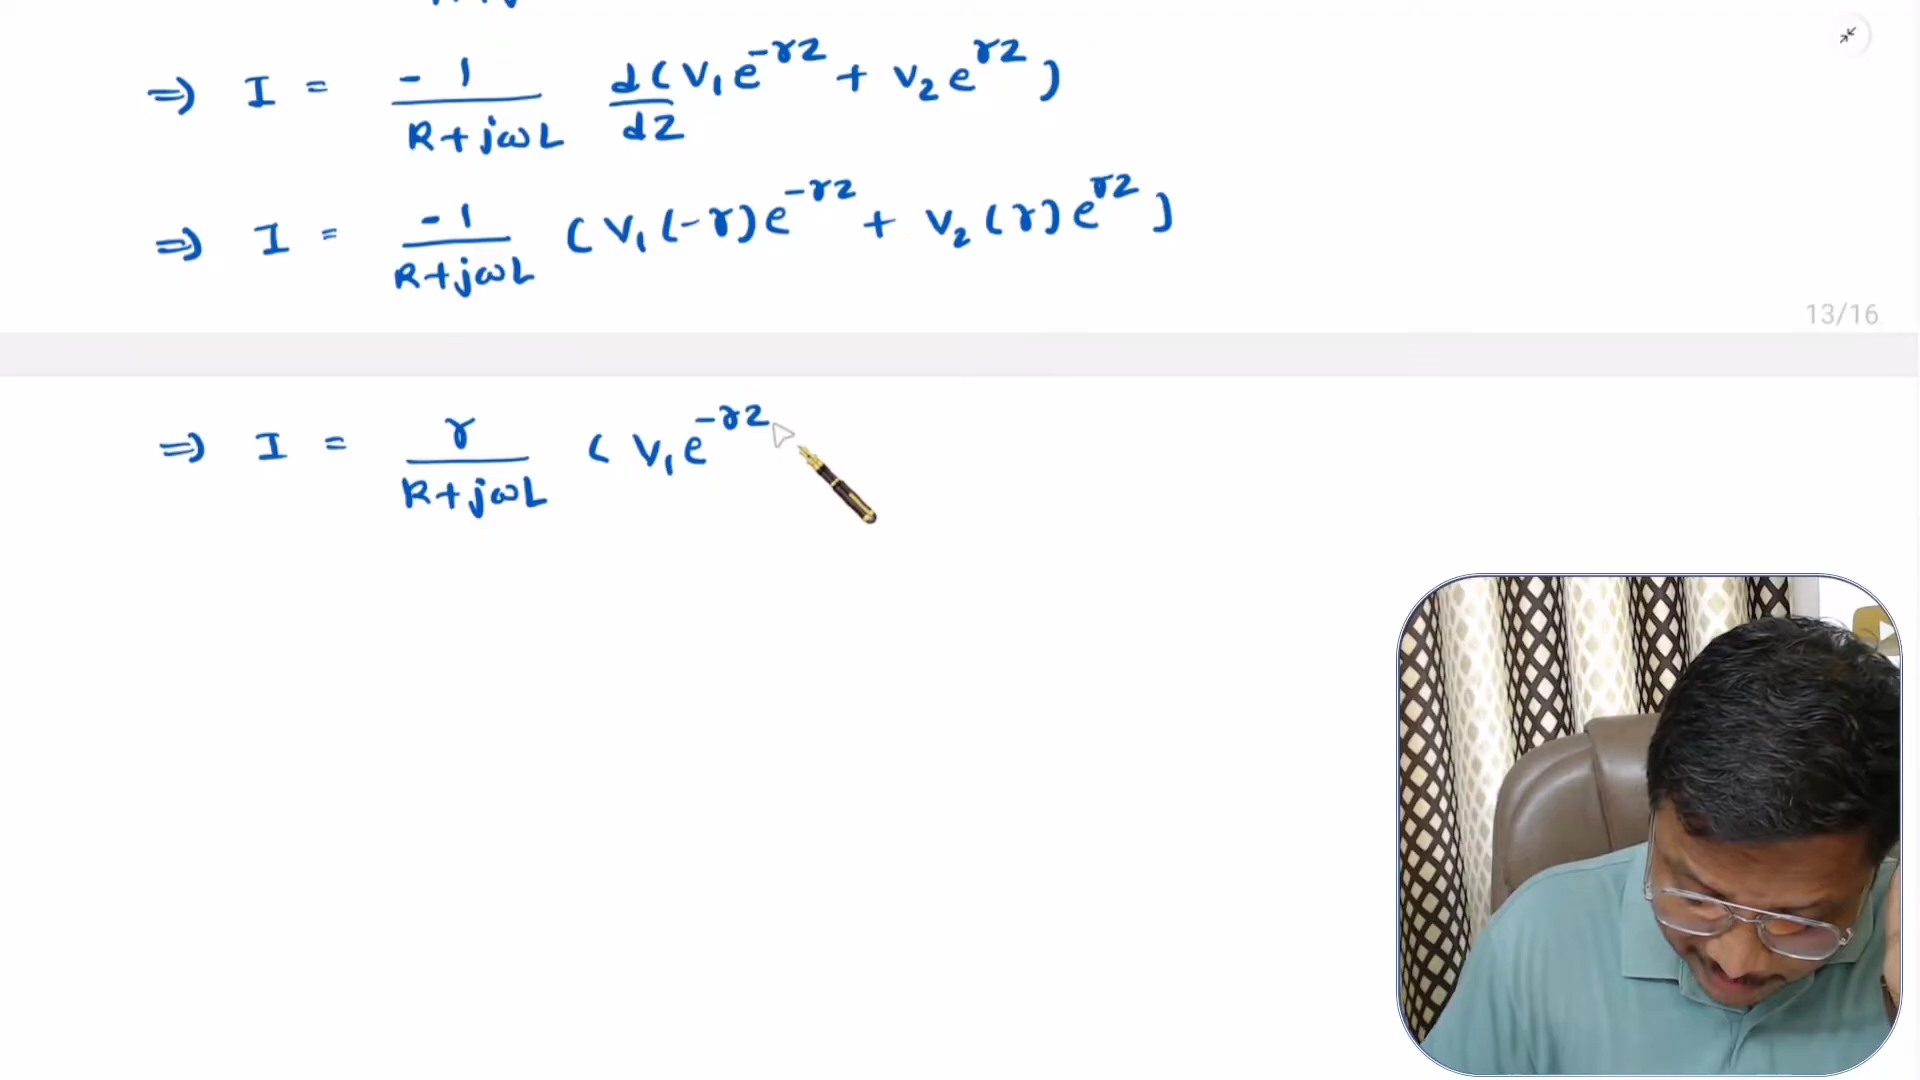 ⇒ I = -1/(R+jωL) d(V₁e^(-γz) + V₂e^(γz))/dz
⇒ I = -1/(R+jωL) (V₁(-γ)e^(-γz) + V₂(γ)e^(γz))
13/16
⇒ I = γ/(R+jωL) (V₁e^(-γz)